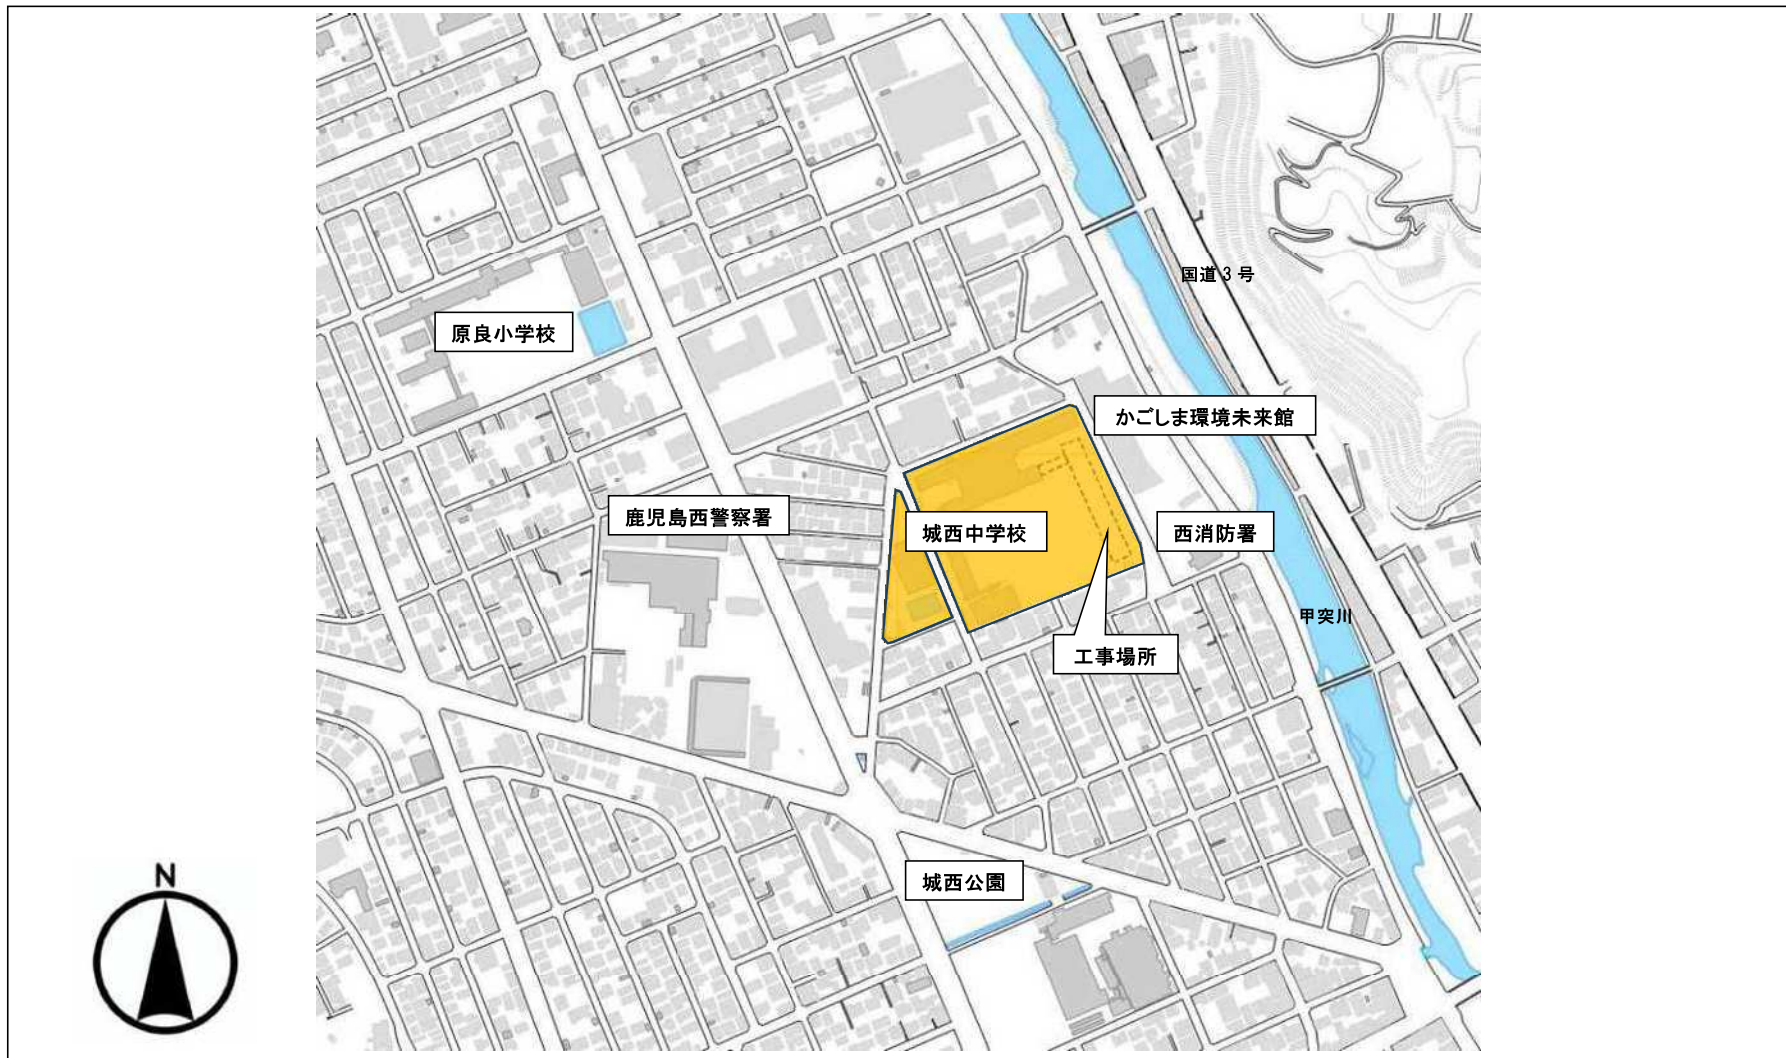 国道3号
原良小学校
かごしま環境未来館
鹿児島西警察署
城西中学校
西消防署
甲突川
工事場所
城西公園
N